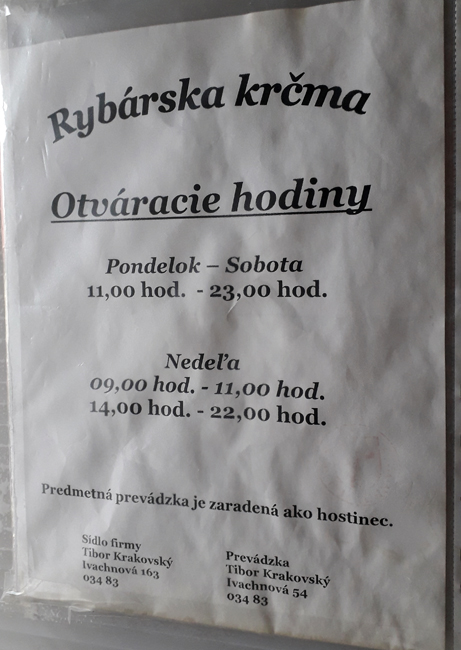 Rybárska krčma
Otváracie hodiny
Pondelok – Sobota
11,00 hod. - 23,00 hod.
Nedeľa
09,00 hod. - 11,00 hod.
14,00 hod. - 22,00 hod.
Predmetná prevádzka je zaradená ako hostinec.
Sídlo firmy
Tibor Krakovský
Ivachnová 163
034 83
Prevádzka
Tibor Krakovský
Ivachnová 54
034 83